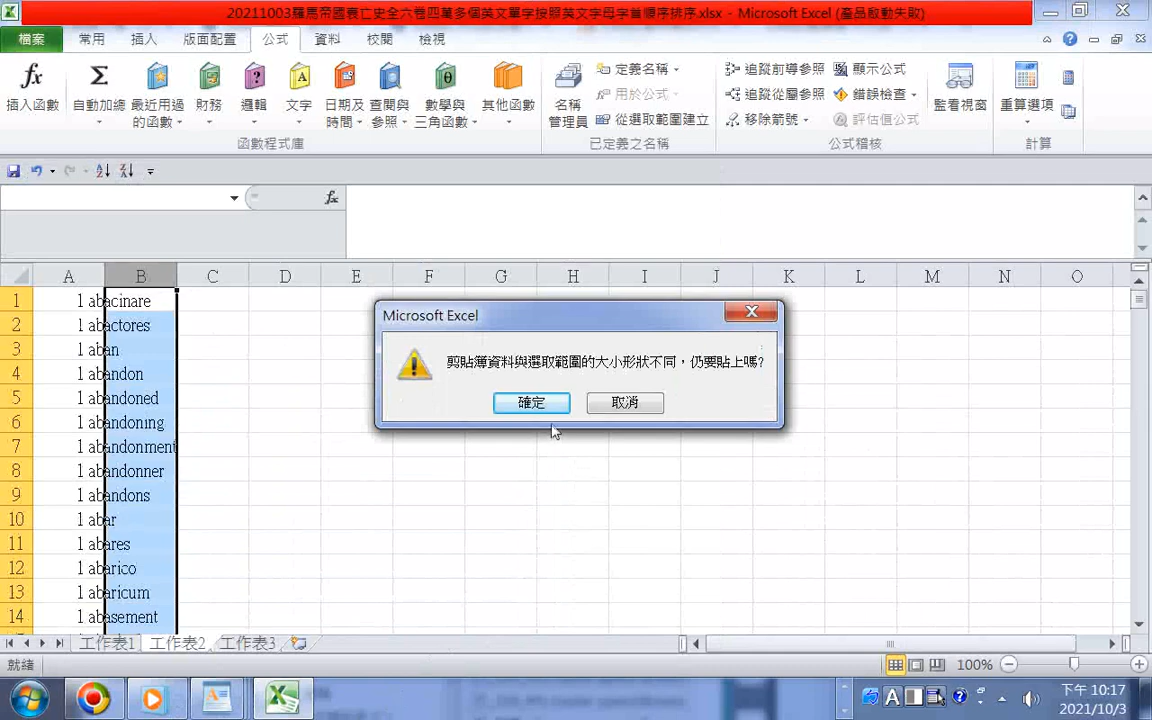 20211003羅馬帝國衰亡史全六卷四萬多個英文單字按照英文字母字首順序排序.xlsx - Microsoft Excel (產品啟動失敗)
檔案 常用 插入 版面配置 公式 資料 校閱 檢視
插入函數 自動加總 最近用過的函數 財務 邏輯 文字 日期及時間 查閱與參照 數學與三角函數 其他函數
函數程式庫
名稱管理員
定義名稱
用於公式
從選取範圍建立
已定義之名稱
追蹤前導參照 顯示公式
追蹤從屬參照 錯誤檢查
移除箭號 評估值公式
公式稽核
監看視窗
重算選項
計算
fx
A B C D E F G H I J K L M N O
1 1 abacinare
2 1 abactores
3 1 aban
4 1 abandon
5 1 abandoned
6 1 abandoning
7 1 abandonment
8 1 abandonner
9 1 abandons
10 1 abar
11 1 abares
12 1 abarico
13 1 abaricum
14 1 abasement
Microsoft Excel
剪貼簿資料與選取範圍的大小形狀不同，仍要貼上嗎?
確定 取消
工作表1 工作表2 工作表3
就緒 100%
下午 10:17
2021/10/3